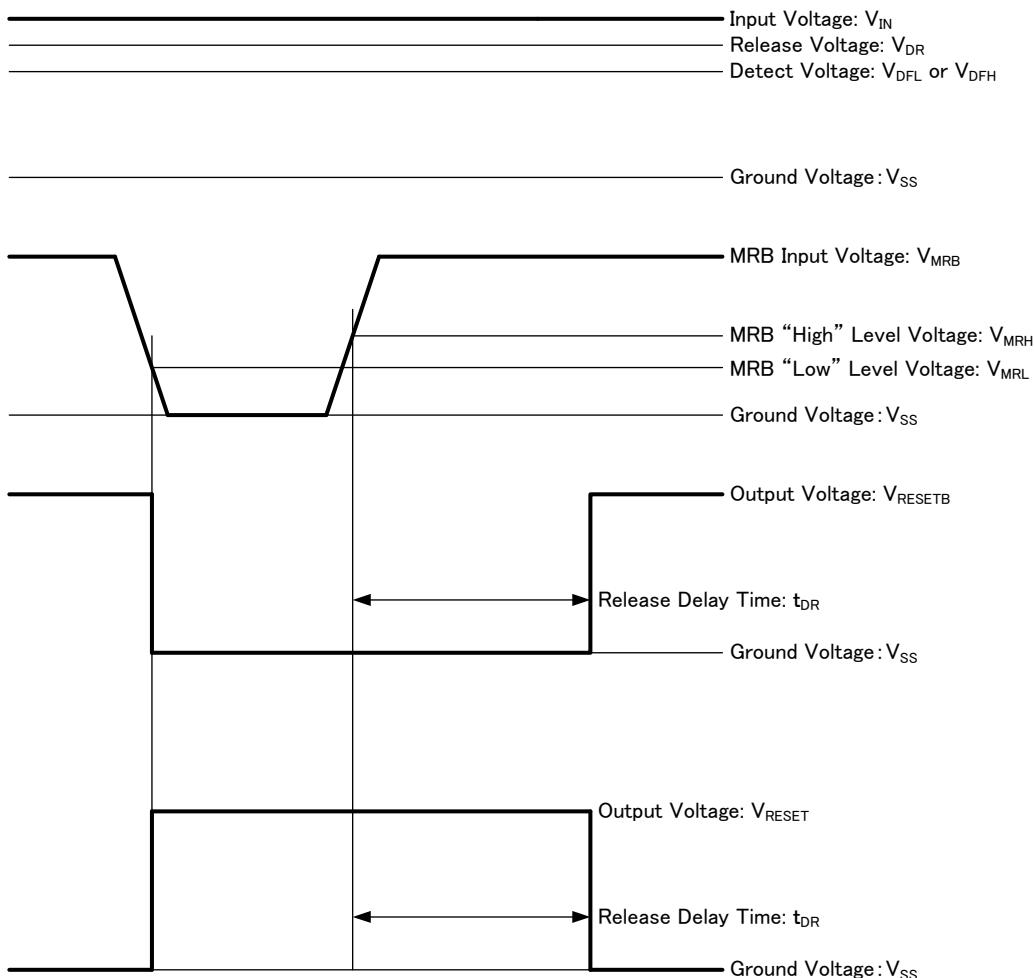 Input Voltage: VIN
Release Voltage: VDR
Detect Voltage: VDFL or VDFH
Ground Voltage: VSS
MRB Input Voltage: VMRB
MRB “High” Level Voltage: VMRH
MRB “Low” Level Voltage: VMRL
Ground Voltage: VSS
Output Voltage: VRESETB
Release Delay Time: tDR
Ground Voltage: VSS
Output Voltage: VRESET
Release Delay Time: tDR
Ground Voltage: VSS